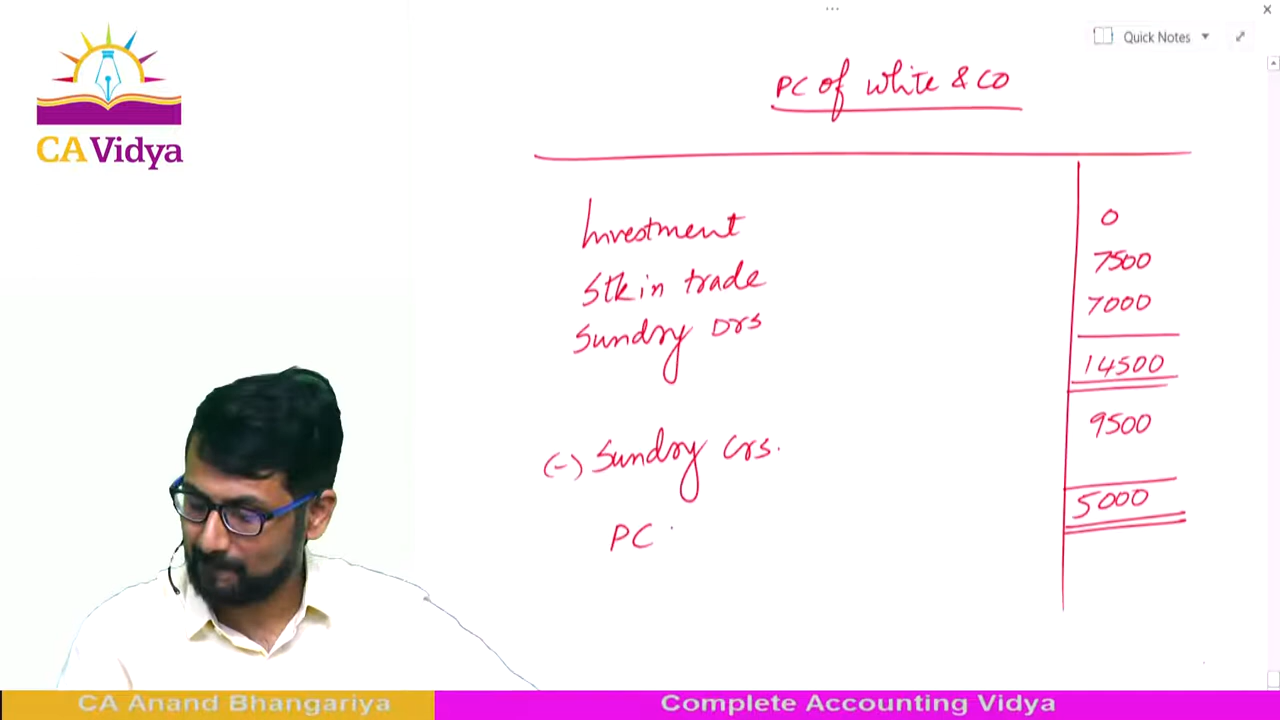 ...
Quick Notes
PC of White & CO
CA Vidya
Investment 0
Stk in trade 7500
Sundry Drs 7000
14500
(-) Sundry Crs. 9500
5000
PC
CA Anand Bhangariya
Complete Accounting Vidya